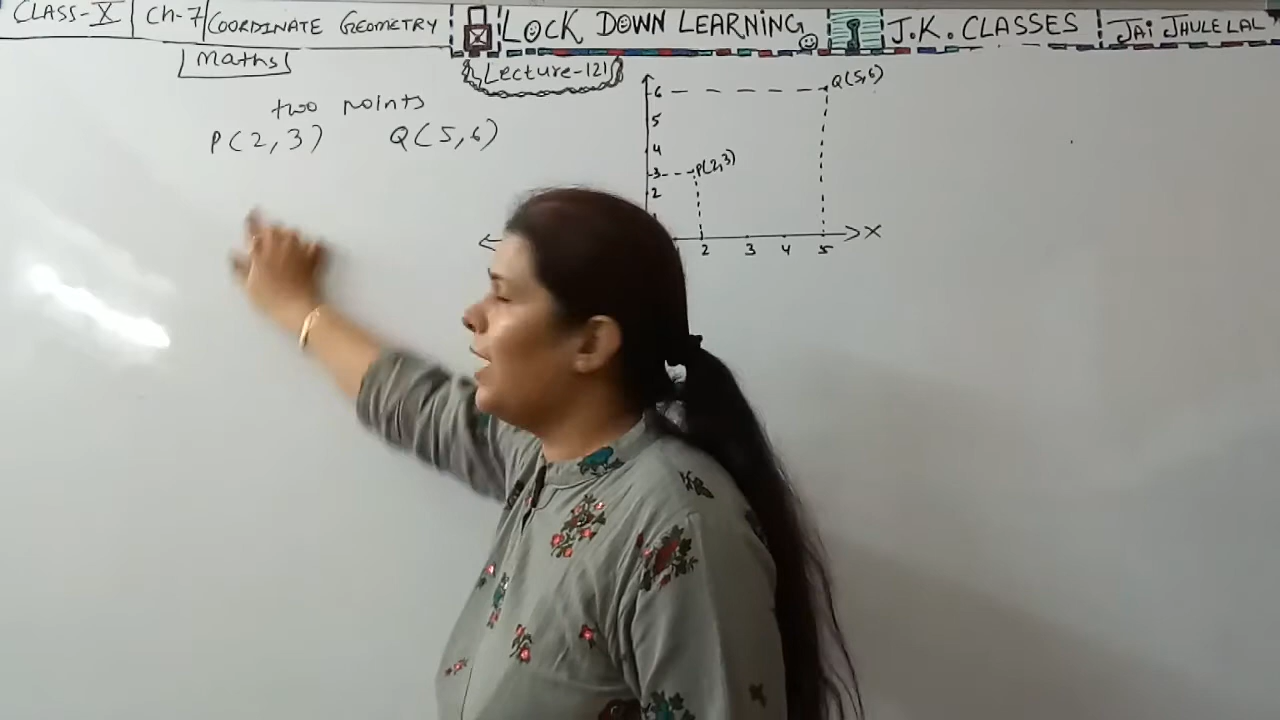 CLASS-X | Ch-7 | COORDINATE GEOMETRY | LOCK DOWN LEARNING | J.K. CLASSES | JAI JHULELAL
Maths
Lecture-121
two points
P(2,3) Q(5,6)
6 Q(5,6)
5
4
3 P(2,3)
2
2 3 4 5 X